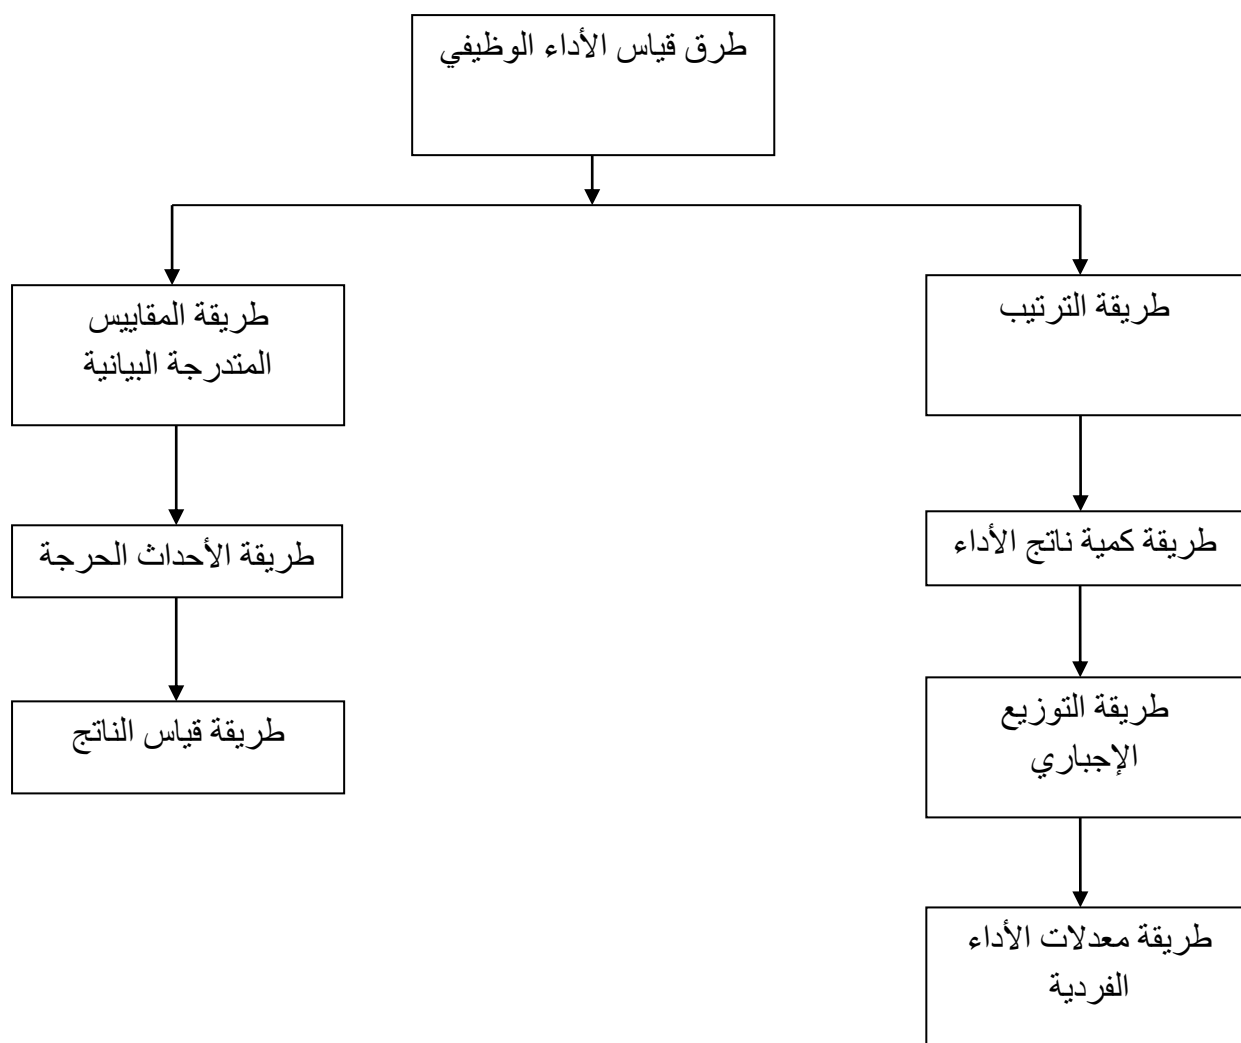 طرق قياس الأداء الوظيفي
طريقة الترتيب
طريقة المقاييس
المتدرجة البيانية
طريقة كمية ناتج الأداء
طريقة الأحداث الحرجة
طريقة التوزيع
الإجباري
طريقة قياس الناتج
طريقة معدلات الأداء
الفردية